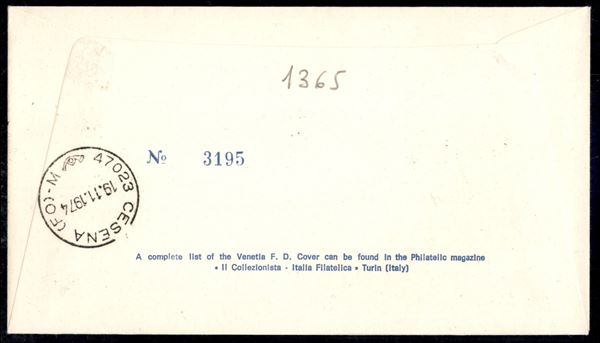 1365
Nº 3195
47023 CESENA (FO) - M
19.11.1974
A complete list of the Venetia F. D. Cover can be found in the Philatelic magazine
• Il Collezionista - Italia Filatelica • Turin (Italy)